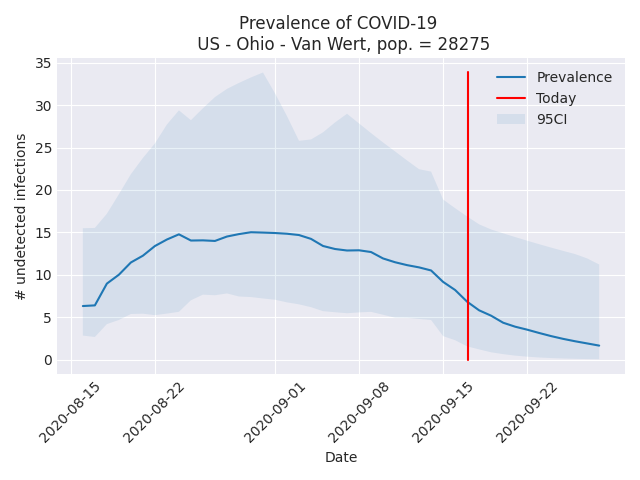 Prevalence of COVID-19
US - Ohio - Van Wert, pop. = 28275
# undetected infections
35
30
25
20
15
10
5
0
Prevalence
Today
95CI
2020-08-15
2020-08-22
2020-09-01
2020-09-08
2020-09-15
2020-09-22
Date